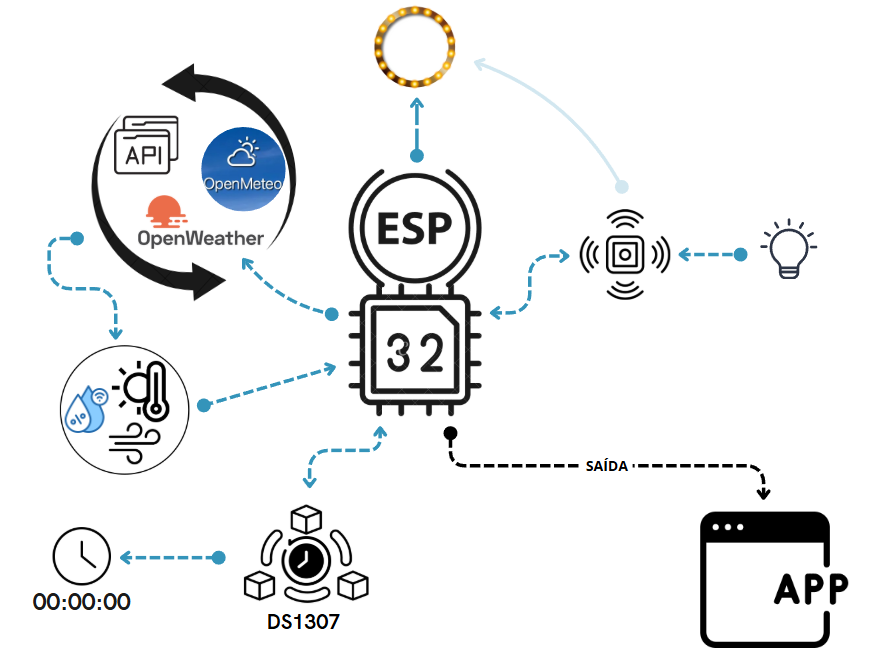 API
OpenMeteo
OpenWeather
ESP
32
%
SAÍDA
00:00:00
DS1307
APP